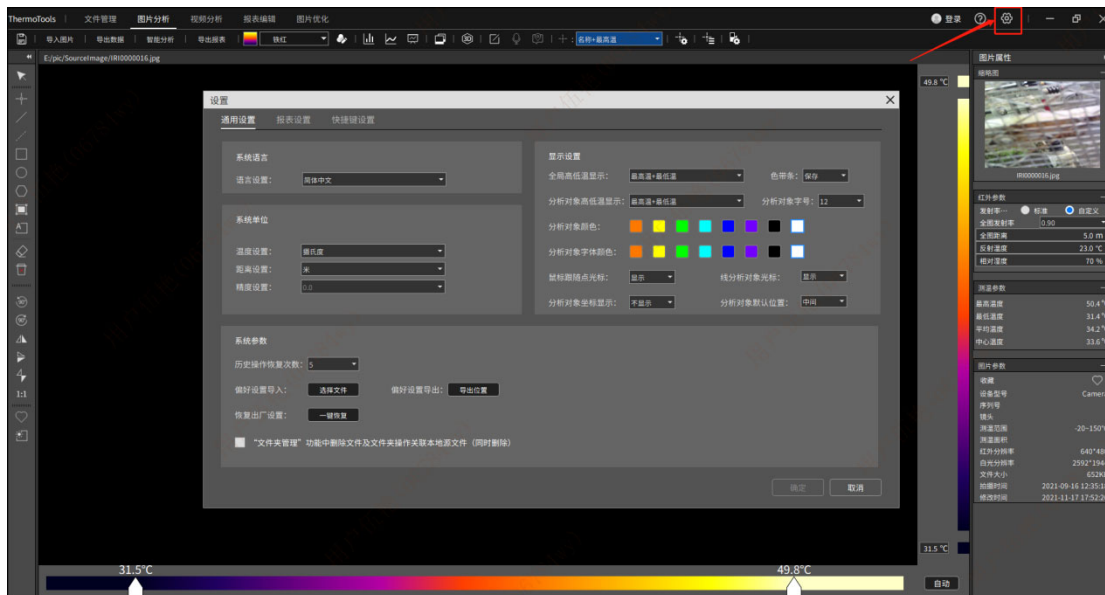 ThermoTools 文件管理 图片分析 视频分析 报表编辑 图片优化 登录
导入图片 导出数据 智能分析 导出报表 铁红 名称+最高温
E:/pic/SourceImage/IRI0000016.jpg
图片属性
缩略图
49.8 ℃
IRI0000016.jpg
设置
通用设置 报表设置 快捷键设置
系统语言
语言设置: 简体中文
系统单位
温度设置: 摄氏度
距离设置: 米
精度设置: 0.0
显示设置
全局高低温显示: 最高温+最低温 色带条: 保存
分析对象高低温显示: 最高温+最低温 分析对象字号: 12
分析对象颜色:
分析对象字体颜色:
鼠标跟随点光标: 显示 线分析对象光标: 显示
分析对象坐标显示: 不显示 分析对象默认位置: 中间
系统参数
历史操作恢复次数: 5
偏好设置导入: 选择文件 偏好设置导出: 导出位置
恢复出厂设置: 一键恢复
“文件夹管理”功能中删除文件及文件夹操作关联本地源文件（同时删除）
确定 取消
1:1
红外参数
发射率… 标准 自定义
全图发射率 0.90
全图距离 5.0 m
反射温度 23.0 ℃
相对湿度 70 %
测温参数
最高温度 50.4
最低温度 31.4
平均温度 34.2
中心温度 33.6
图片参数
收藏
设备型号 Camer
序列号
镜头
测温范围 -20~150
测温面积
红外分辨率 640*48
白光分辨率 2592*194
文件大小 652K
拍摄时间 2021-09-16 12:35:1
修改时间 2021-11-17 17:52:2
31.5 ℃
31.5℃ 49.8℃
自动